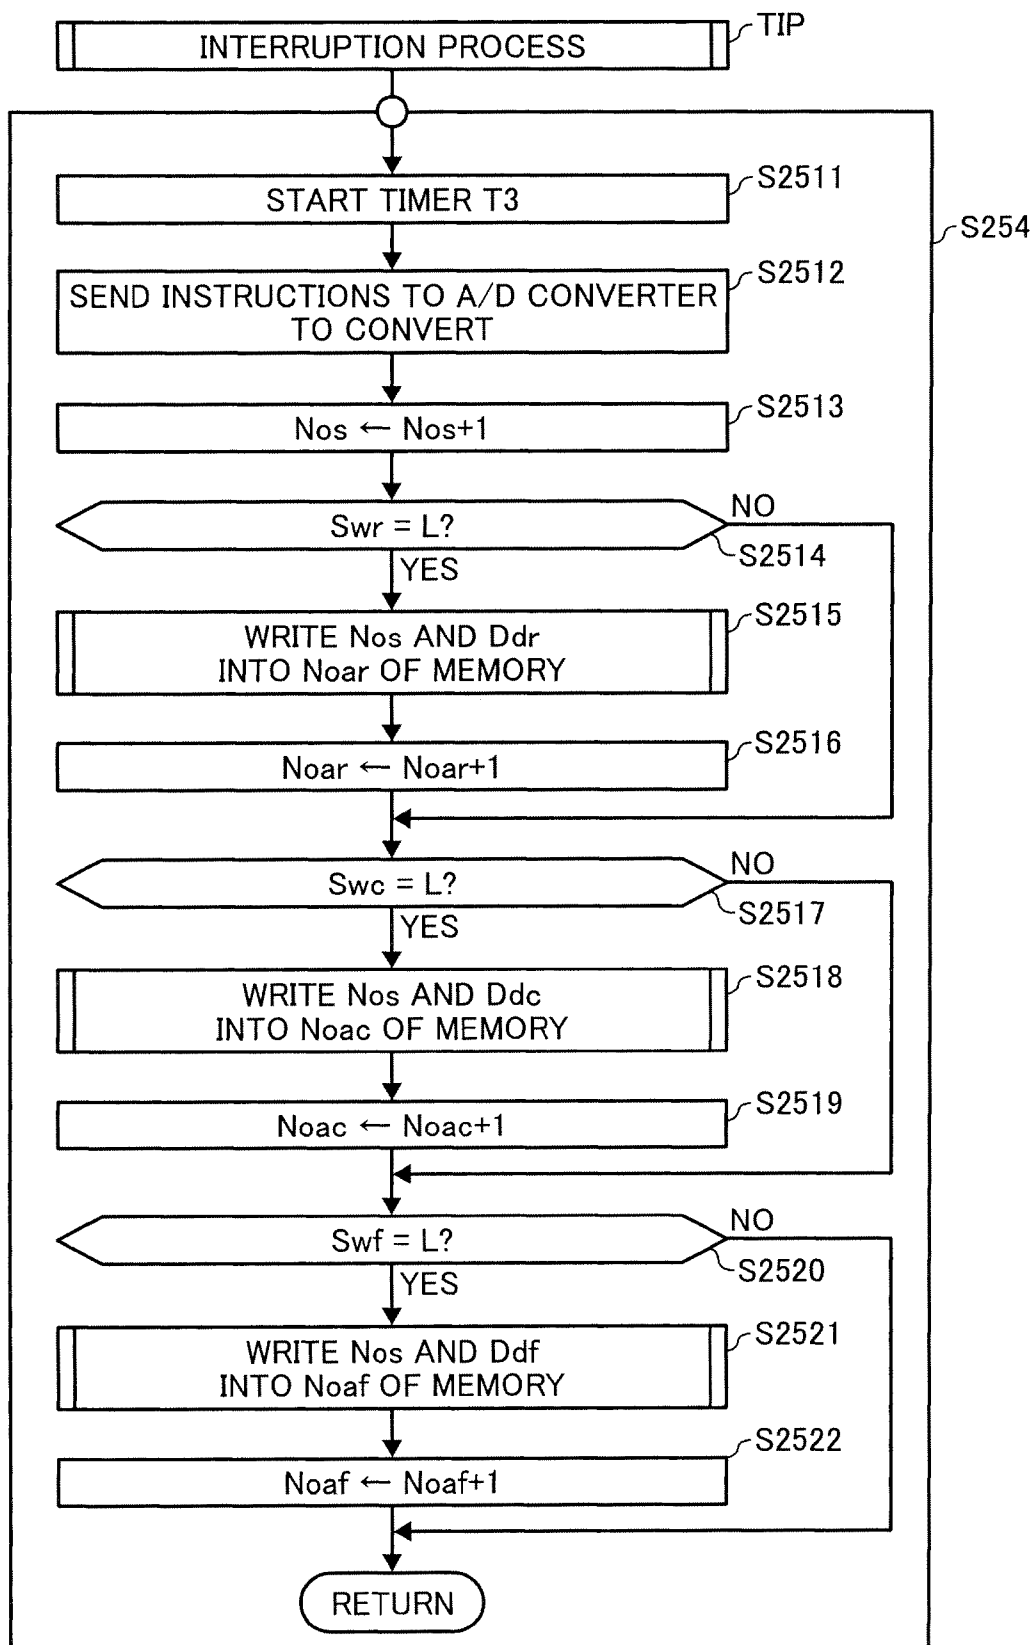 INTERRUPTION PROCESS
TIP
START TIMER T3
S2511
S254
SEND INSTRUCTIONS TO A/D CONVERTER
TO CONVERT
S2512
Nos ← Nos+1
S2513
Swr = L?
NO
S2514
YES
WRITE Nos AND Ddr
INTO Noar OF MEMORY
S2515
Noar ← Noar+1
S2516
Swc = L?
NO
S2517
YES
WRITE Nos AND Ddc
INTO Noac OF MEMORY
S2518
Noac ← Noac+1
S2519
Swf = L?
NO
S2520
YES
WRITE Nos AND Ddf
INTO Noaf OF MEMORY
S2521
Noaf ← Noaf+1
S2522
RETURN